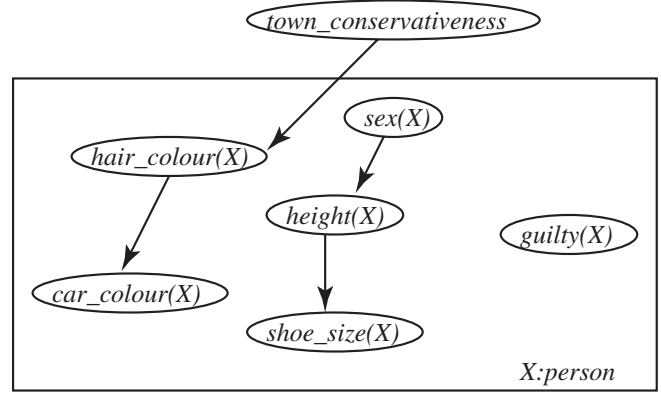 town_conservativeness
sex(X)
hair_colour(X)
height(X)
guilty(X)
car_colour(X)
shoe_size(X)
X:person